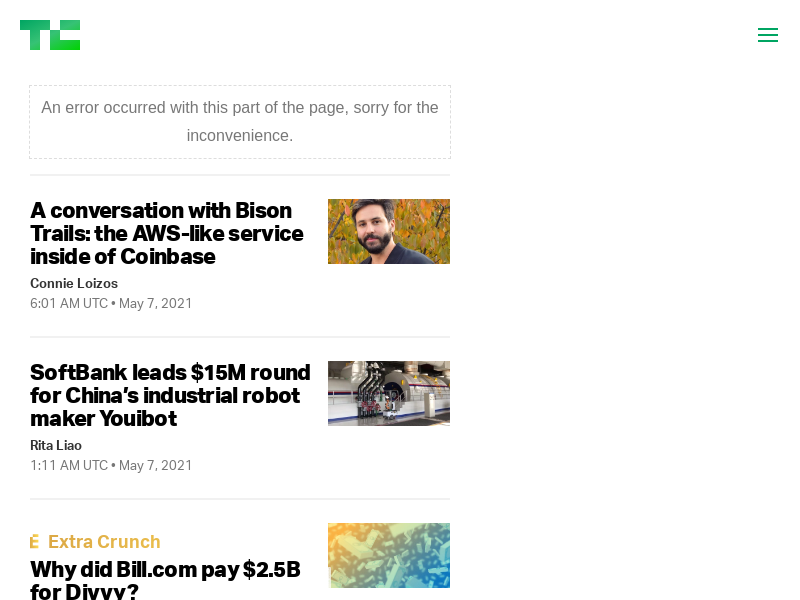 TC
An error occurred with this part of the page, sorry for the
inconvenience.
A conversation with Bison
Trails: the AWS-like service
inside of Coinbase
Connie Loizos
6:01 AM UTC • May 7, 2021
SoftBank leads $15M round
for China’s industrial robot
maker Youibot
Rita Liao
1:11 AM UTC • May 7, 2021
Extra Crunch
Why did Bill.com pay $2.5B
for Divvy?